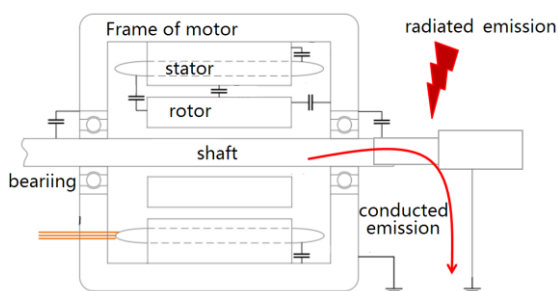 Frame of motor
radiated emission
stator
rotor
shaft
beariing
conducted
emission